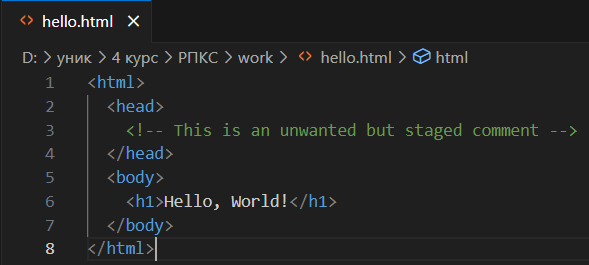 hello.html
D: > уник > 4 курс > РПКС > work > hello.html > html
1 <html>
2   <head>
3     <!-- This is an unwanted but staged comment -->
4   </head>
5   <body>
6     <h1>Hello, World!</h1>
7   </body>
8 </html>